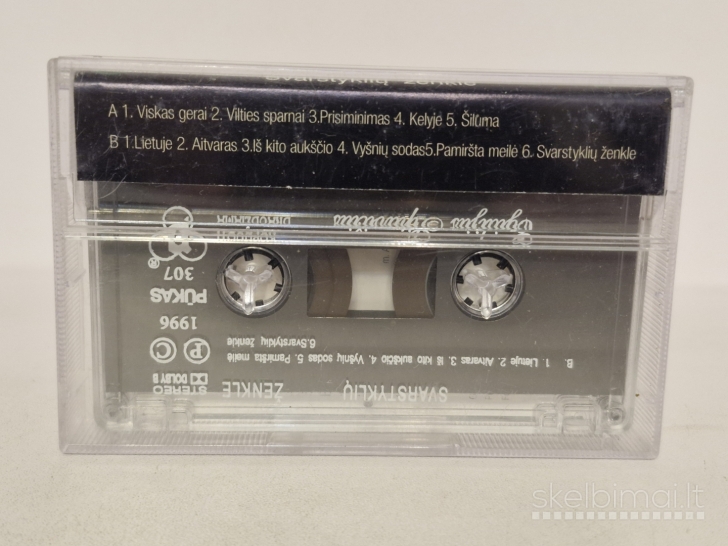 Svarstyklių ženkle
A 1. Viskas gerai 2. Vilties sparnai 3.Prisiminimas 4. Kelyje 5. Šiluma
B 1.Lietuje 2. Aitvaras 3.Iš kito aukščio 4. Vyšnių sodas5.Pamiršta meilė 6. Svarstyklių ženkle
SVARSTYKLIŲ ŽENKLE
STEREO
DOLBY B
B. 1. Lietuje 2. Aitvaras 3. Iš kito aukščio 4. Vyšnių sodas 5. Pamiršta meilė
6.Svarstyklių ženkle
P C
1996
PŪKAS
307 ®
skelbimai.lt